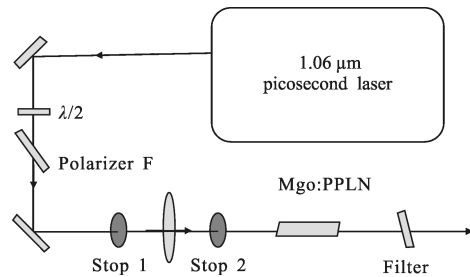 1.06 μm
picosecond laser
λ/2
Polarizer F
Mgo:PPLN
Stop 1
Stop 2
Filter